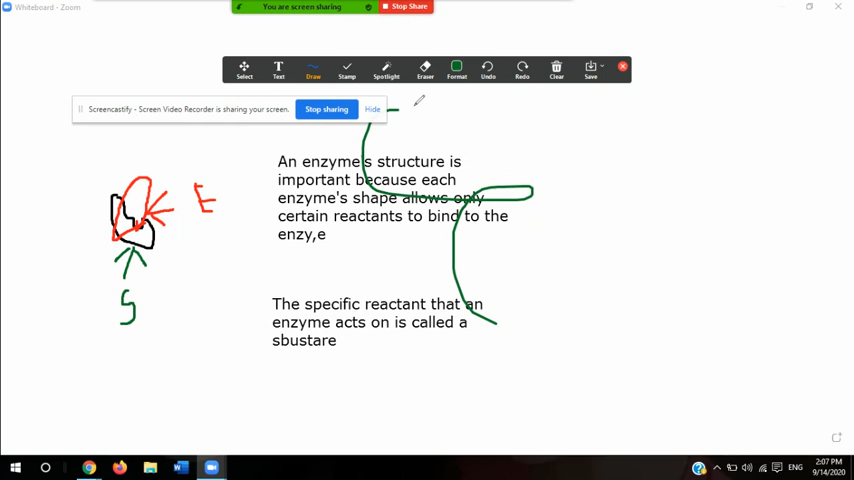 Whiteboard - Zoom
You are screen sharing
Stop Share
Select
Text
Draw
Stamp
Spotlight
Eraser
Format
Undo
Redo
Clear
Save
Screencastify - Screen Video Recorder is sharing your screen.
Stop sharing
Hide
An enzyme's structure is
important because each
enzyme's shape allows only
certain reactants to bind to the
enzy,e
E
S
The specific reactant that an
enzyme acts on is called a
sbustare
ENG
2:07 PM
9/14/2020